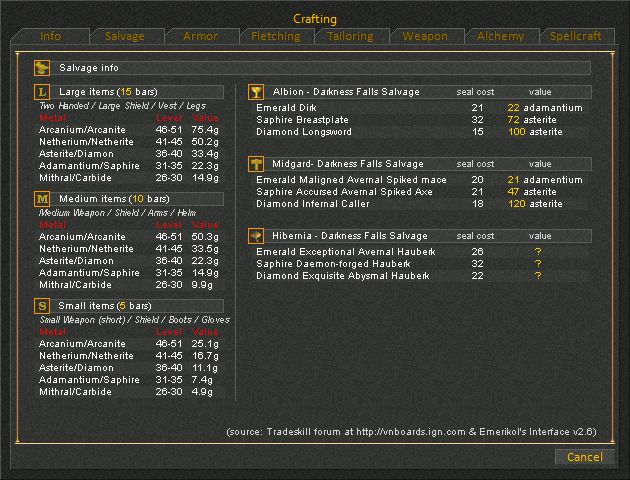 Crafting
Info Salvage Armor Fletching Tailoring Weapon Alchemy Spellcraft
Salvage info
L Large items (15 bars)
Two Handed / Large Shield / Vest / Legs
Metal Level Value
Arcanium/Arcanite 46-51 75.4g
Netherium/Netherite 41-45 50.2g
Asterite/Diamon 36-40 33.4g
Adamantium/Saphire 31-35 22.3g
Mithral/Carbide 26-30 14.9g
M Medium items (10 bars)
Medium Weapon / Shield / Arms / Helm
Metal Level Value
Arcanium/Arcanite 46-51 50.3g
Netherium/Netherite 41-45 33.5g
Asterite/Diamon 36-40 22.3g
Adamantium/Saphire 31-35 14.9g
Mithral/Carbide 26-30 9.9g
S Small items (5 bars)
Small Weapon (short) / Shield / Boots / Gloves
Metal Level Value
Arcanium/Arcanite 46-51 25.1g
Netherium/Netherite 41-45 16.7g
Asterite/Diamon 36-40 11.1g
Adamantium/Saphire 31-35 7.4g
Mithral/Carbide 26-30 4.9g
Albion - Darkness Falls Salvage seal cost value
Emerald Dirk 21 22 adamantium
Saphire Breastplate 32 72 asterite
Diamond Longsword 15 100 asterite
Midgard- Darkness Falls Salvage seal cost value
Emerald Maligned Avernal Spiked mace 20 21 adamantium
Saphire Accursed Avernal Spiked Axe 21 47 asterite
Diamond Infernal Caller 18 120 asterite
Hibernia - Darkness Falls Salvage seal cost value
Emerald Exceptional Avernal Hauberk 26 ?
Saphire Daemon-forged Hauberk 32 ?
Diamond Exquisite Abysmal Hauberk 22 ?
(source: Tradeskill forum at http://vnboards.ign.com & Emerikol's Interface v2.6)
Cancel